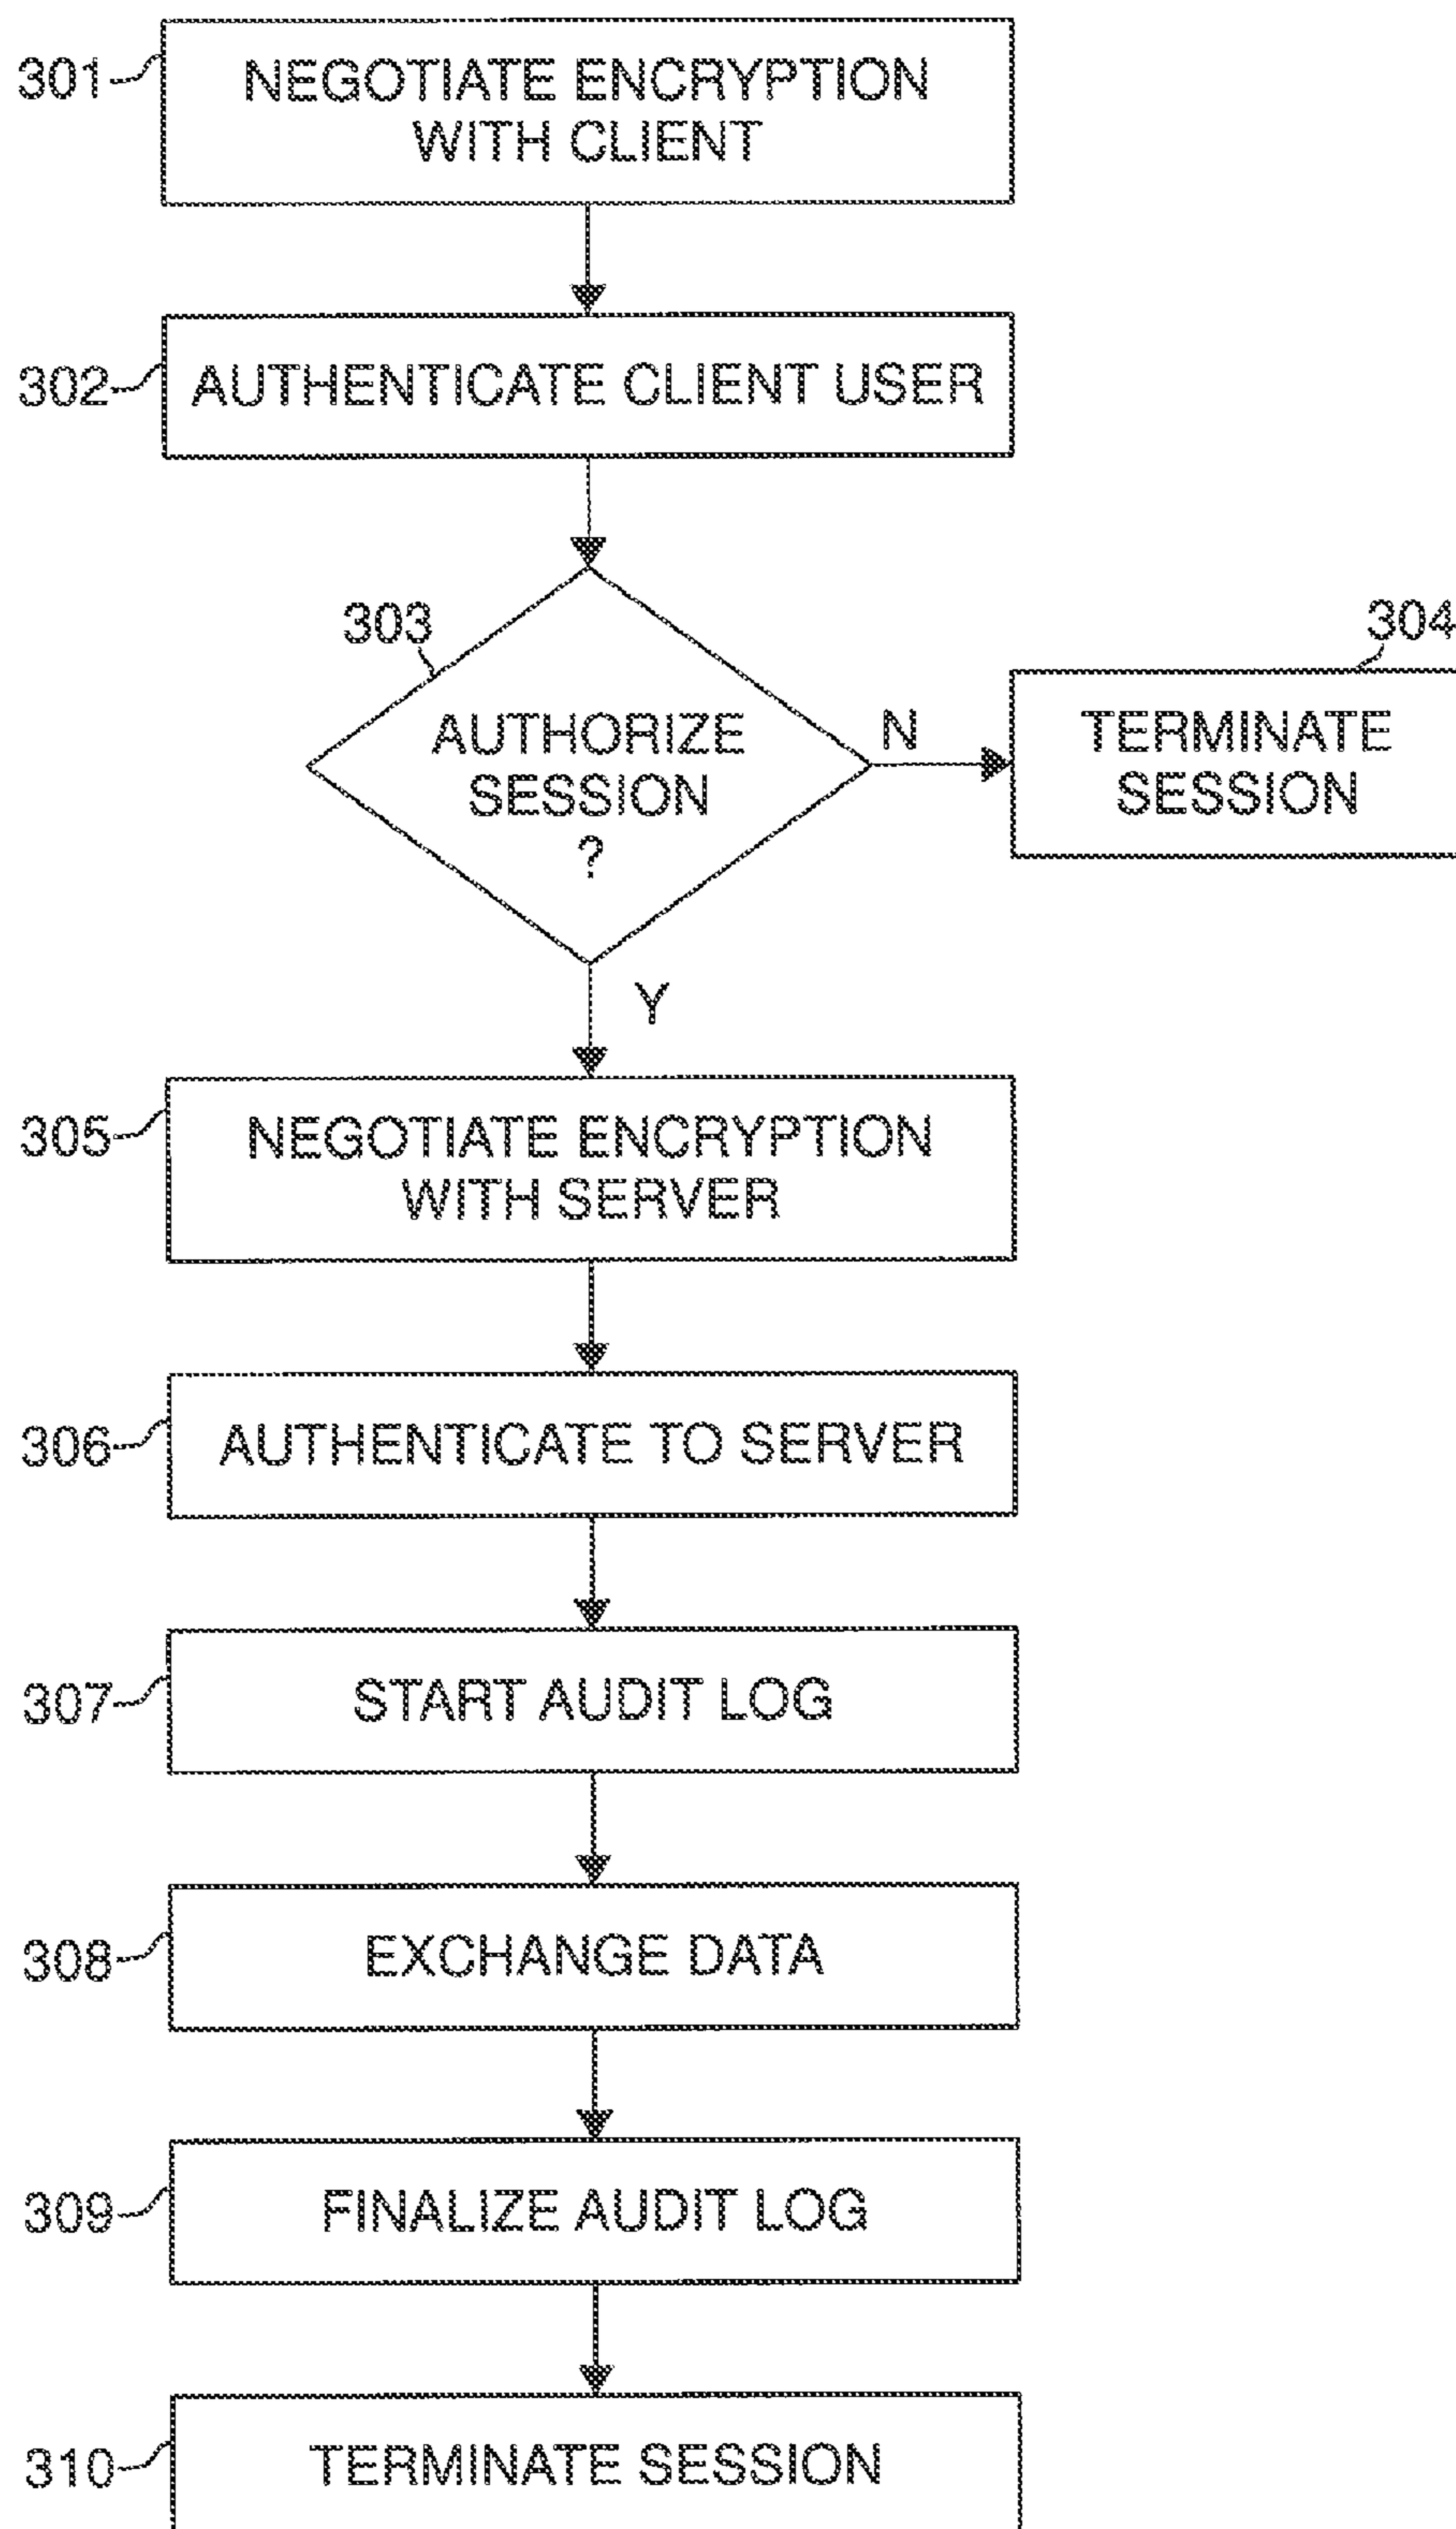 301
NEGOTIATE ENCRYPTION
WITH CLIENT
302
AUTHENTICATE CLIENT USER
303
AUTHORIZE
SESSION
?
N
304
TERMINATE
SESSION
Y
305
NEGOTIATE ENCRYPTION
WITH SERVER
306
AUTHENTICATE TO SERVER
307
START AUDIT LOG
308
EXCHANGE DATA
309
FINALIZE AUDIT LOG
310
TERMINATE SESSION